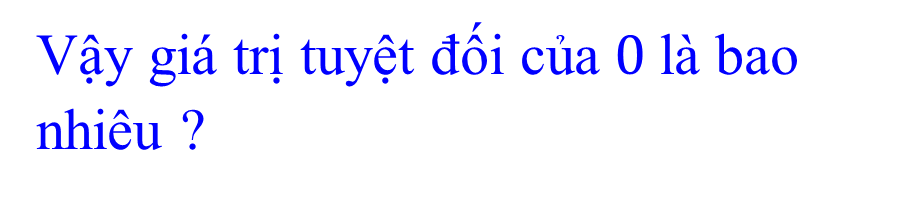 Vậy giá trị tuyệt đối của 0 là bao
nhiêu ?